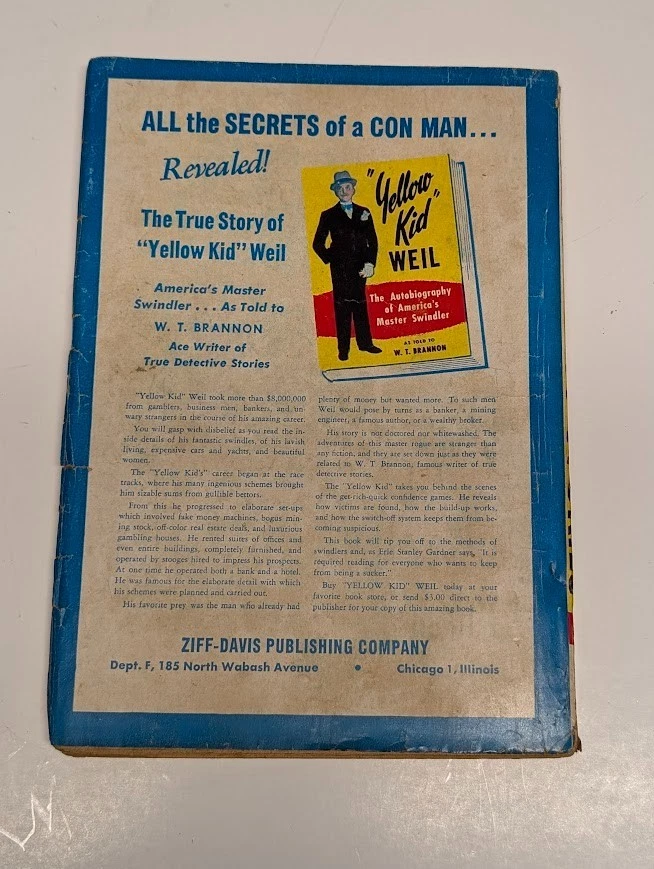 ALL the SECRETS of a CON MAN...
Revealed!
The True Story of
"Yellow Kid" Weil
America's Master
Swindler . . . As Told to
W. T. BRANNON
Ace Writer of
True Detective Stories
"Yellow
Kid"
WEIL
The Autobiography
of America's
Master Swindler
AS TOLD TO
W. T. BRANNON
"Yellow Kid" Weil took more than $8,000,000
from gamblers, business men, bankers, and un-
wary strangers in the course of his amazing career.
You will gasp with disbelief as you read the in-
side details of his fantastic swindles, of his lavish
living, expensive cars and yachts, and beautiful
women.
The "Yellow Kid's" career began at the race
tracks, where his many ingenious schemes brought
him sizable sums from gullible bettors.
From this he progressed to elaborate set-ups
which involved fake money machines, bogus min-
ing stock, off-color real estate deals, and luxurious
gambling houses. He rented suites of offices and
even entire buildings, completely furnished, and
operated by stooges hired to impress his prospects.
At one time he operated both a bank and a hotel.
He was famous for the elaborate detail with which
his schemes were planned and carried out.
His favorite prey was the man who already had
plenty of money but wanted more. To such men
Weil would pose by turns as a banker, a mining
engineer, a famous author, or a wealthy broker.
His story is not doctored nor whitewashed. The
adventures of this master rogue are stranger than
any fiction, and they are set down just as they were
related to W. T. Brannon, famous writer of true
detective stories.
The "Yellow Kid" takes you behind the scenes
of the get-rich-quick confidence games. He reveals
how victims are found, how the build-up works,
and how the switch-off system keeps them from be-
coming suspicious.
This book will tip you off to the methods of
swindlers and, as Erle Stanley Gardner says, "It is
required reading for everyone who wants to keep
from being a sucker."
Buy "YELLOW KID" WEIL today at your
favorite book store, or send $3.00 direct to the
publisher for your copy of this amazing book.
ZIFF-DAVIS PUBLISHING COMPANY
Dept. F, 185 North Wabash Avenue • Chicago 1, Illinois